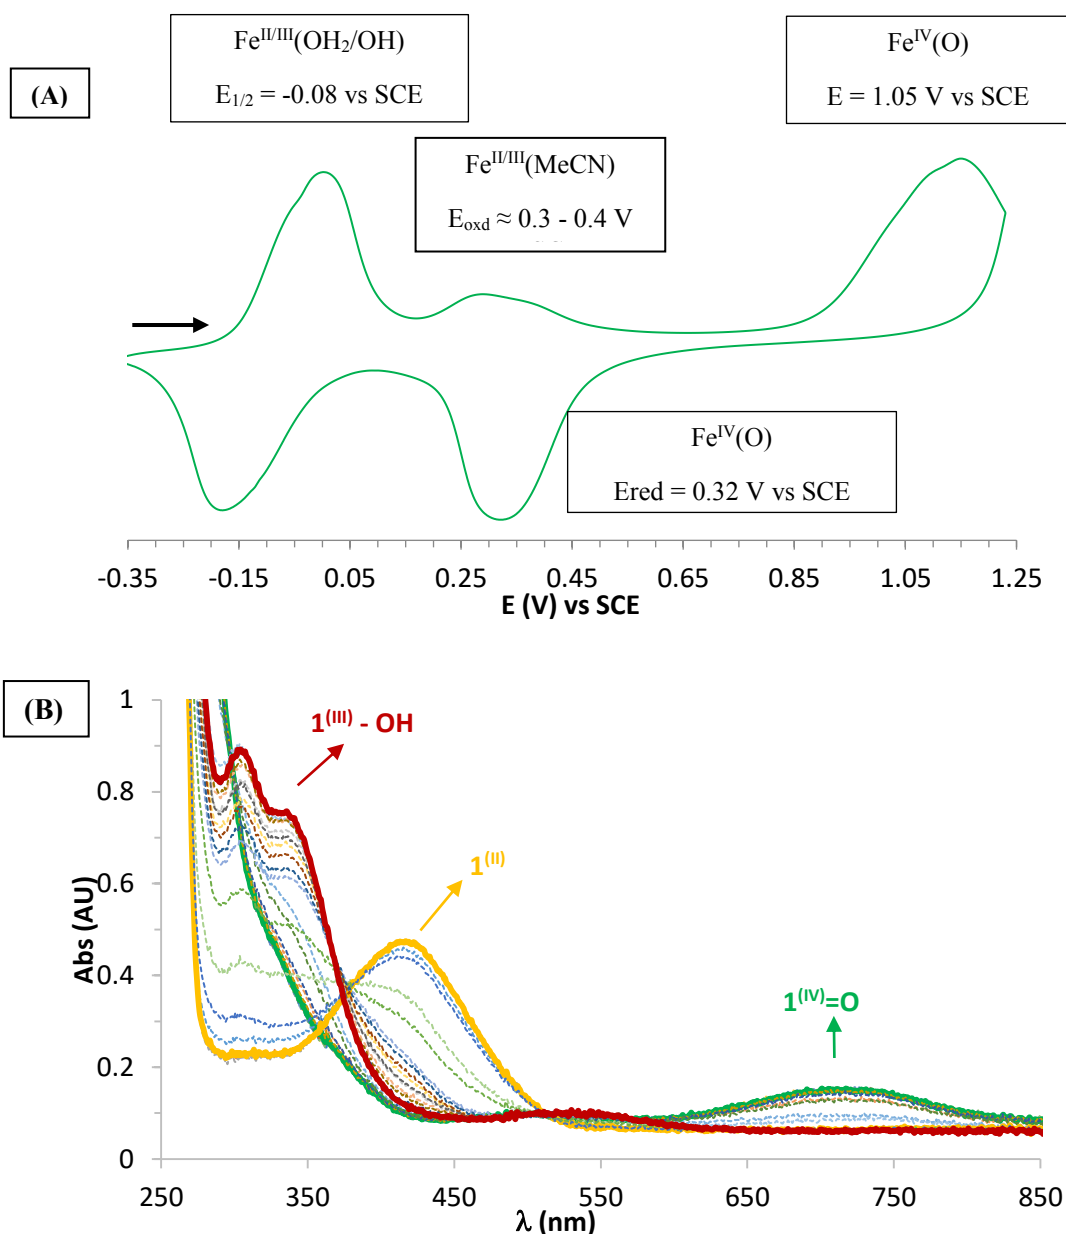 (A)
Fe^II/III(OH₂/OH)
E₁/₂ = -0.08 vs SCE
Fe^IV(O)
E = 1.05 V vs SCE
Fe^II/III(MeCN)
E_oxd ≈ 0.3 - 0.4 V
Fe^IV(O)
Ered = 0.32 V vs SCE
-0.35 -0.15 0.05 0.25 0.45 0.65 0.85 1.05 1.25
E (V) vs SCE
(B)
1^(III) - OH
1^(II)
1^(IV)=O
Abs (AU)
1
0.8
0.6
0.4
0.2
0
250 350 450 550 650 750 850
λ (nm)